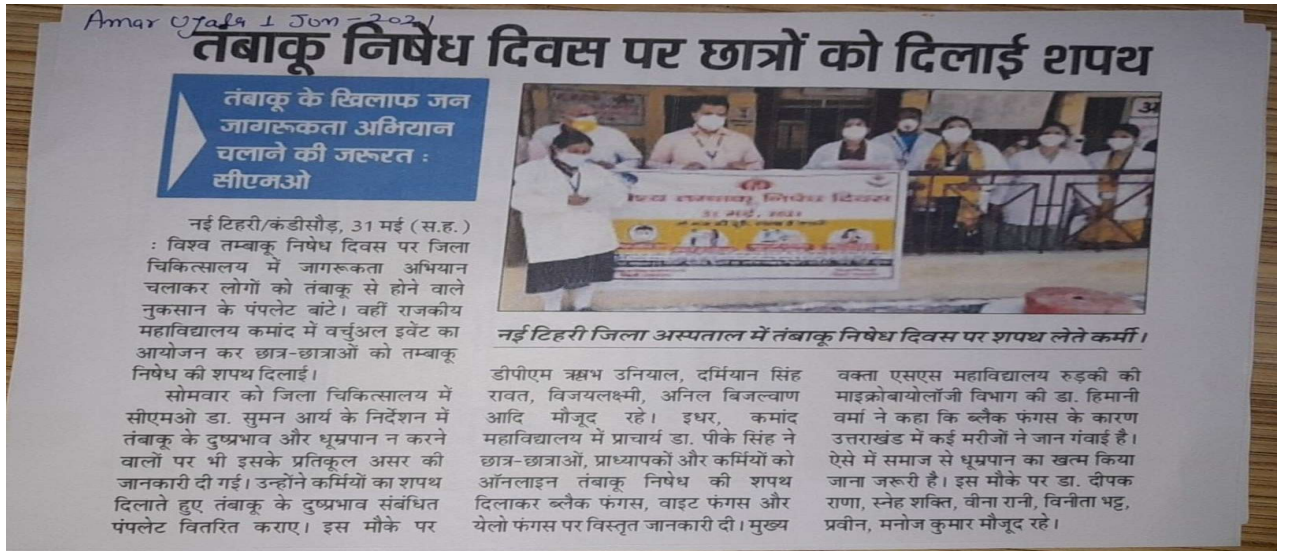 Amar Ujala 1 Jun - 2021
तंबाकू निषेध दिवस पर छात्रों को दिलाई शपथ
तंबाकू के खिलाफ जन
जागरूकता अभियान
चलाने की जरूरत :
सीएमओ
नई टिहरी/कंडीसौड़, 31 मई (स.ह.)
: विश्व तम्बाकू निषेध दिवस पर जिला
चिकित्सालय में जागरूकता अभियान
चलाकर लोगों को तंबाकू से होने वाले
नुकसान के पंपलेट बांटे। वहीं राजकीय
महाविद्यालय कमांद में वर्चुअल इवेंट का
आयोजन कर छात्र-छात्राओं को तम्बाकू
निषेध की शपथ दिलाई।
सोमवार को जिला चिकित्सालय में
सीएमओ डा. सुमन आर्य के निर्देशन में
तंबाकू के दुष्प्रभाव और धूम्रपान न करने
वालों पर भी इसके प्रतिकूल असर की
जानकारी दी गई। उन्होंने कर्मियों का शपथ
दिलाते हुए तंबाकू के दुष्प्रभाव संबंधित
पंपलेट वितरित कराए। इस मौके पर
विश्व तम्बाकू निषेध दिवस
31 मई, 2021
नई टिहरी जिला अस्पताल में तंबाकू निषेध दिवस पर शपथ लेते कर्मी।
डीपीएम ऋषभ उनियाल, दर्मियान सिंह
रावत, विजयलक्ष्मी, अनिल बिजल्वाण
आदि मौजूद रहे। इधर, कमांद
महाविद्यालय में प्राचार्य डा. पीके सिंह ने
छात्र-छात्राओं, प्राध्यापकों और कर्मियों को
ऑनलाइन तंबाकू निषेध की शपथ
दिलाकर ब्लैक फंगस, वाइट फंगस और
येलो फंगस पर विस्तृत जानकारी दी। मुख्य
वक्ता एसएस महाविद्यालय रुड़की की
माइक्रोबायोलॉजी विभाग की डा. हिमानी
वर्मा ने कहा कि ब्लैक फंगस के कारण
उत्तराखंड में कई मरीजों ने जान गंवाई है।
ऐसे में समाज से धूम्रपान का खत्म किया
जाना जरूरी है। इस मौके पर डा. दीपक
राणा, स्नेह शक्ति, वीना रानी, विनीता भट्ट,
प्रवीन, मनोज कुमार मौजूद रहे।